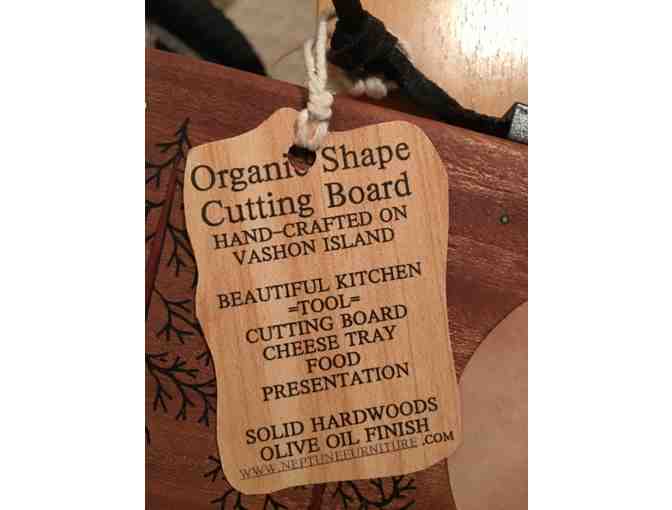 Organic Shape
Cutting Board
HAND-CRAFTED ON
VASHON ISLAND
BEAUTIFUL KITCHEN
=TOOL=
CUTTING BOARD
CHEESE TRAY
FOOD
PRESENTATION
SOLID HARDWOODS
OLIVE OIL FINISH
WWW.NEPTUNEFURNITURE.COM